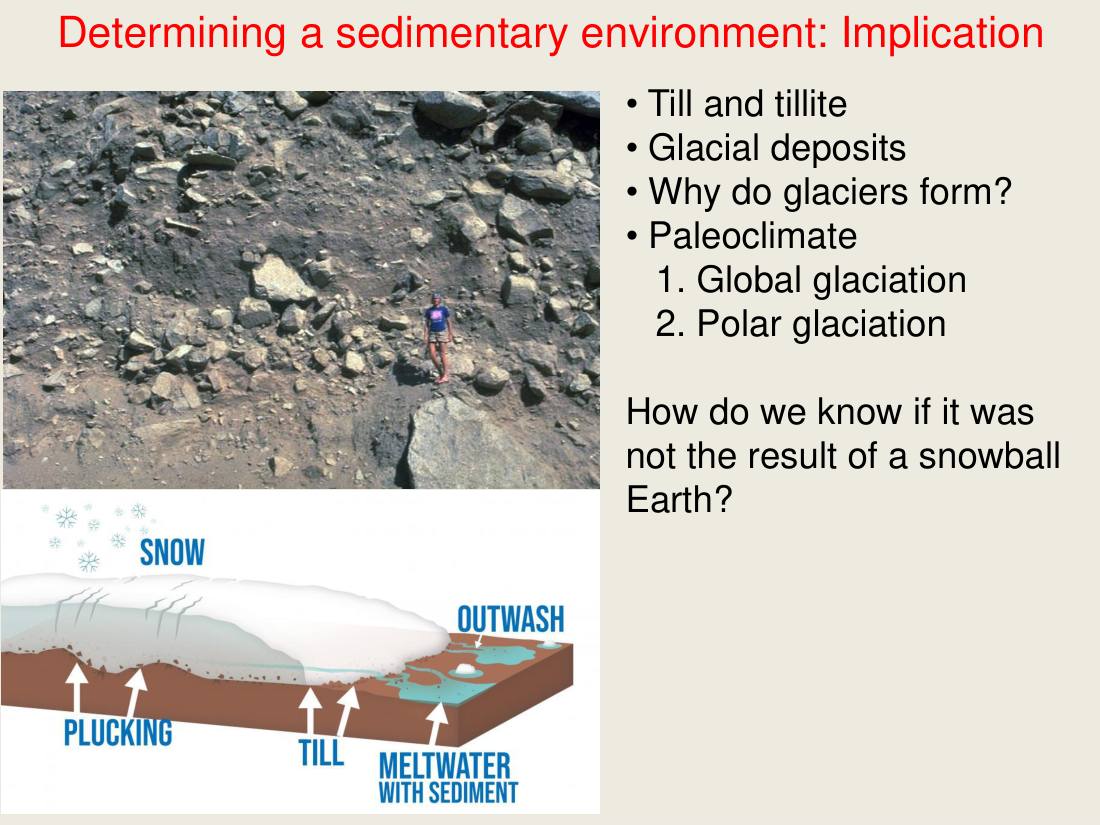 Determining a sedimentary environment: Implication
• Till and tillite
• Glacial deposits
• Why do glaciers form?
• Paleoclimate
1. Global glaciation
2. Polar glaciation
How do we know if it was
not the result of a snowball
Earth?
SNOW
OUTWASH
PLUCKING
TILL
MELTWATER
WITH SEDIMENT